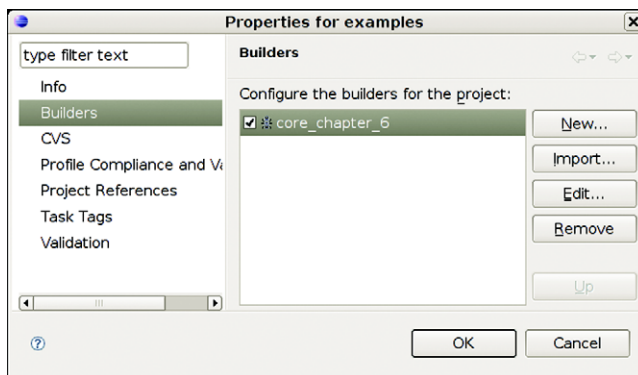 Properties for examples
type filter text
Info
Builders
CVS
Profile Compliance and Va
Project References
Task Tags
Validation
Builders
Configure the builders for the project:
core_chapter_6
New...
Import...
Edit...
Remove
Up
OK
Cancel